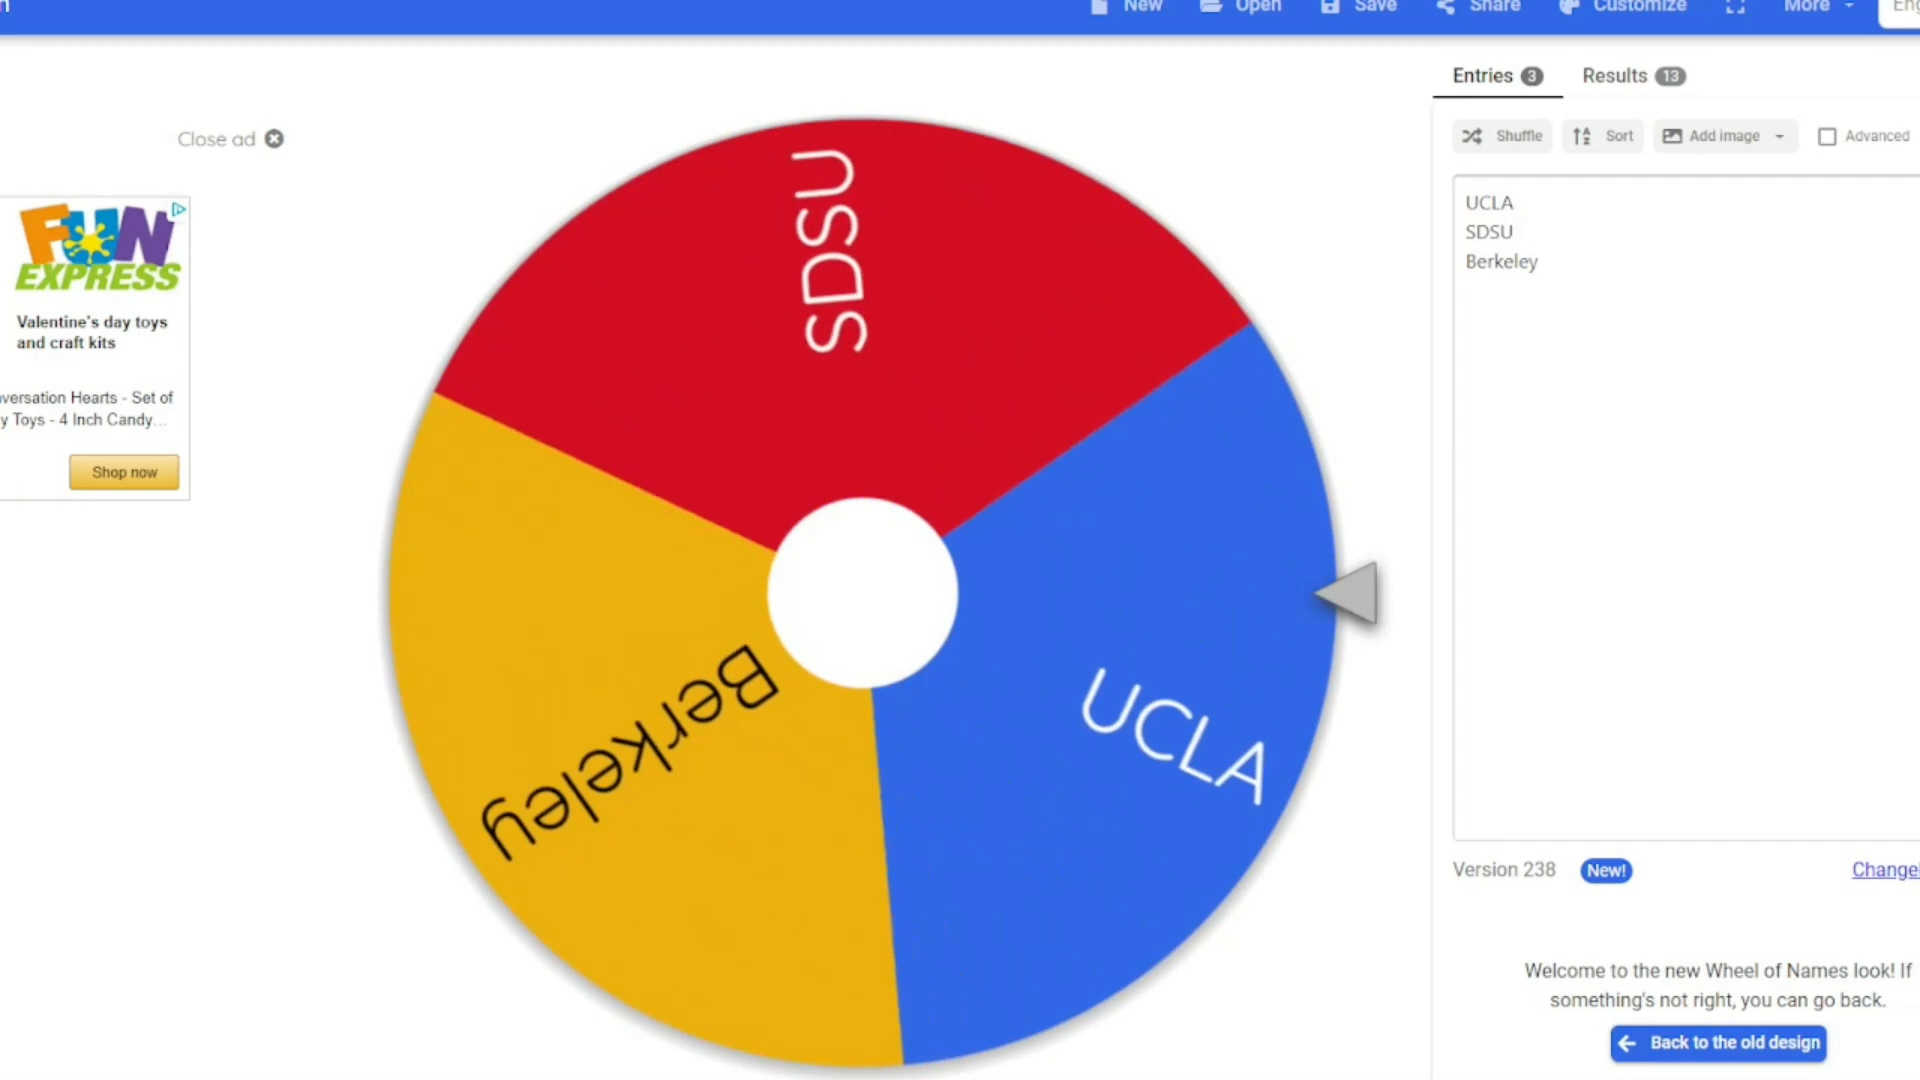 New Open Save Share Customize More
Entries 3 Results 13
Close ad
Shuffle Sort Add image Advanced
UCLA
SDSU
Berkeley
FUN
EXPRESS
Valentine's day toys
and craft kits
versation Hearts - Set of
y Toys - 4 Inch Candy...
Shop now
SDSU
UCLA
Berkeley
Version 238 New! Change
Welcome to the new Wheel of Names look! If
something's not right, you can go back.
Back to the old design